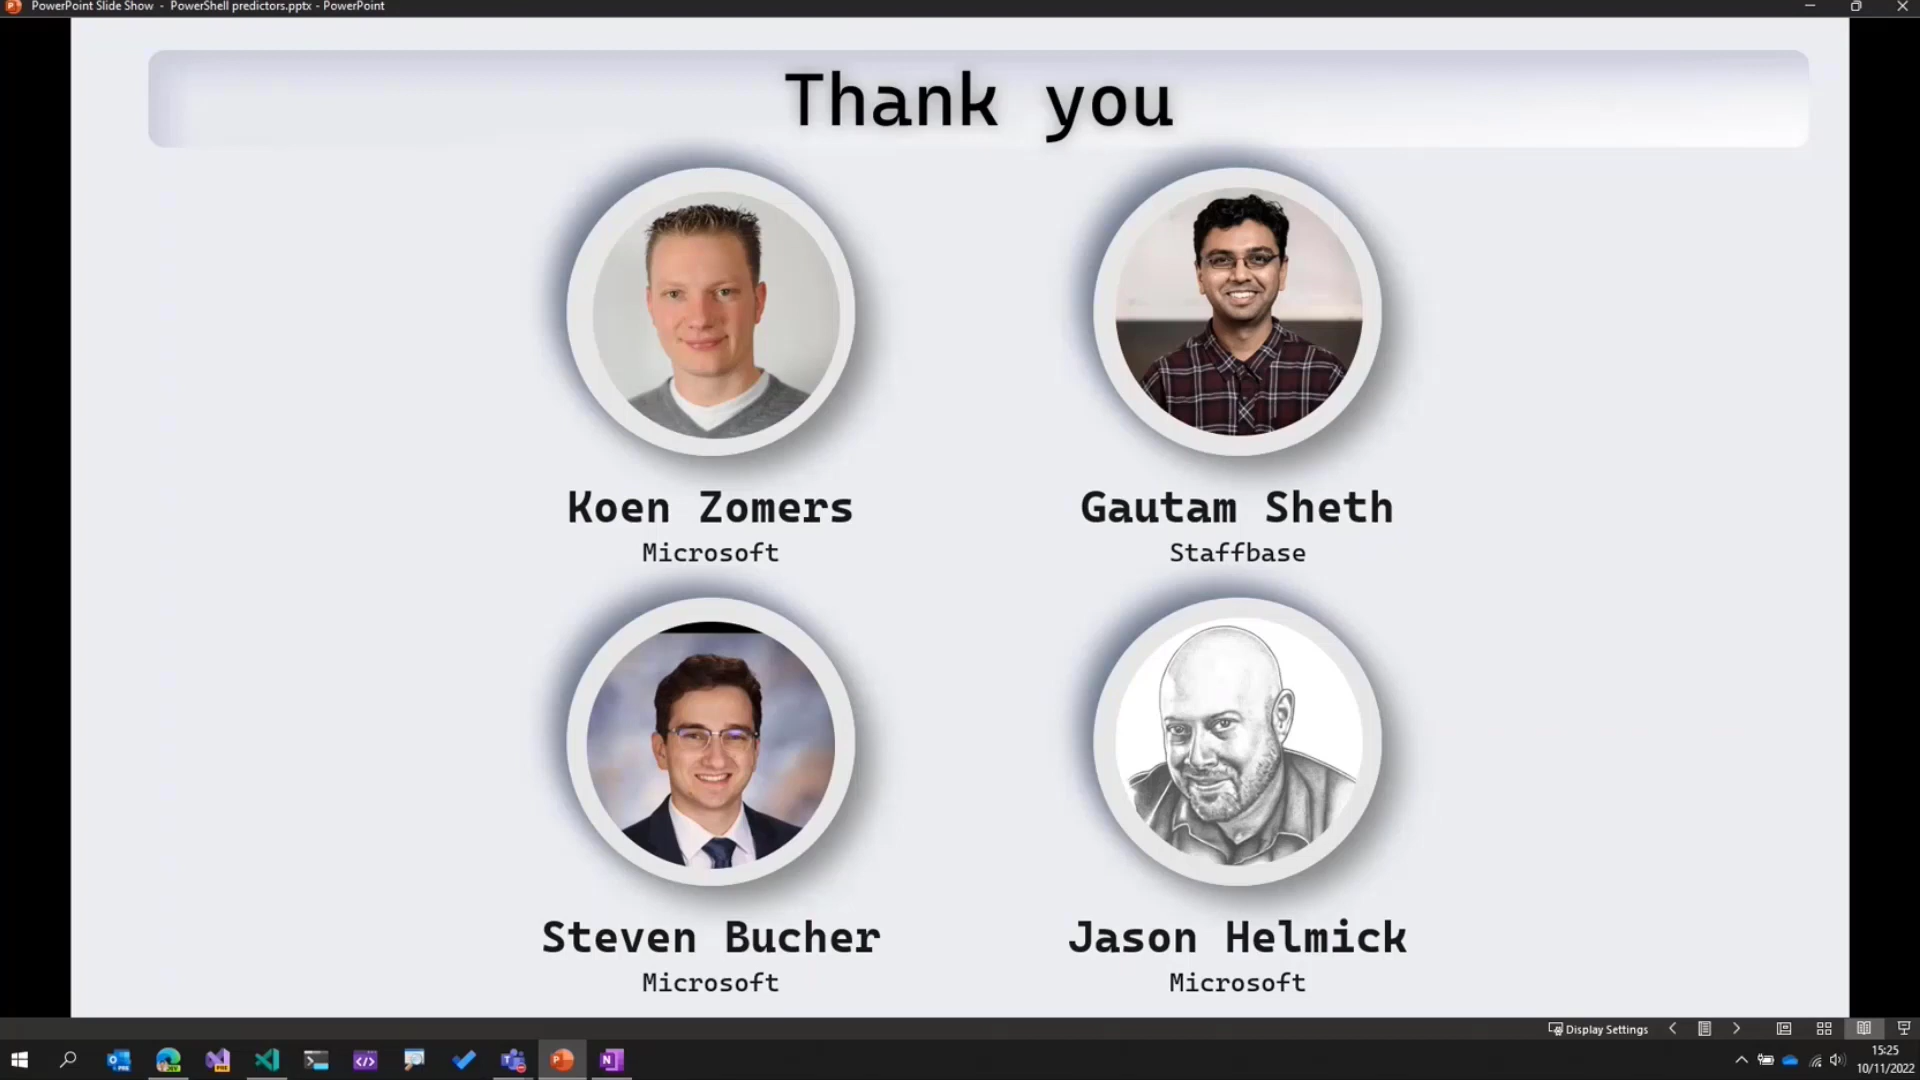 PowerPoint Slide Show - PowerShell predictors.pptx - PowerPoint
Thank you
Koen Zomers
Microsoft
Gautam Sheth
Staffbase
Steven Bucher
Microsoft
Jason Helmick
Microsoft
Display Settings
15:25
10/11/2022